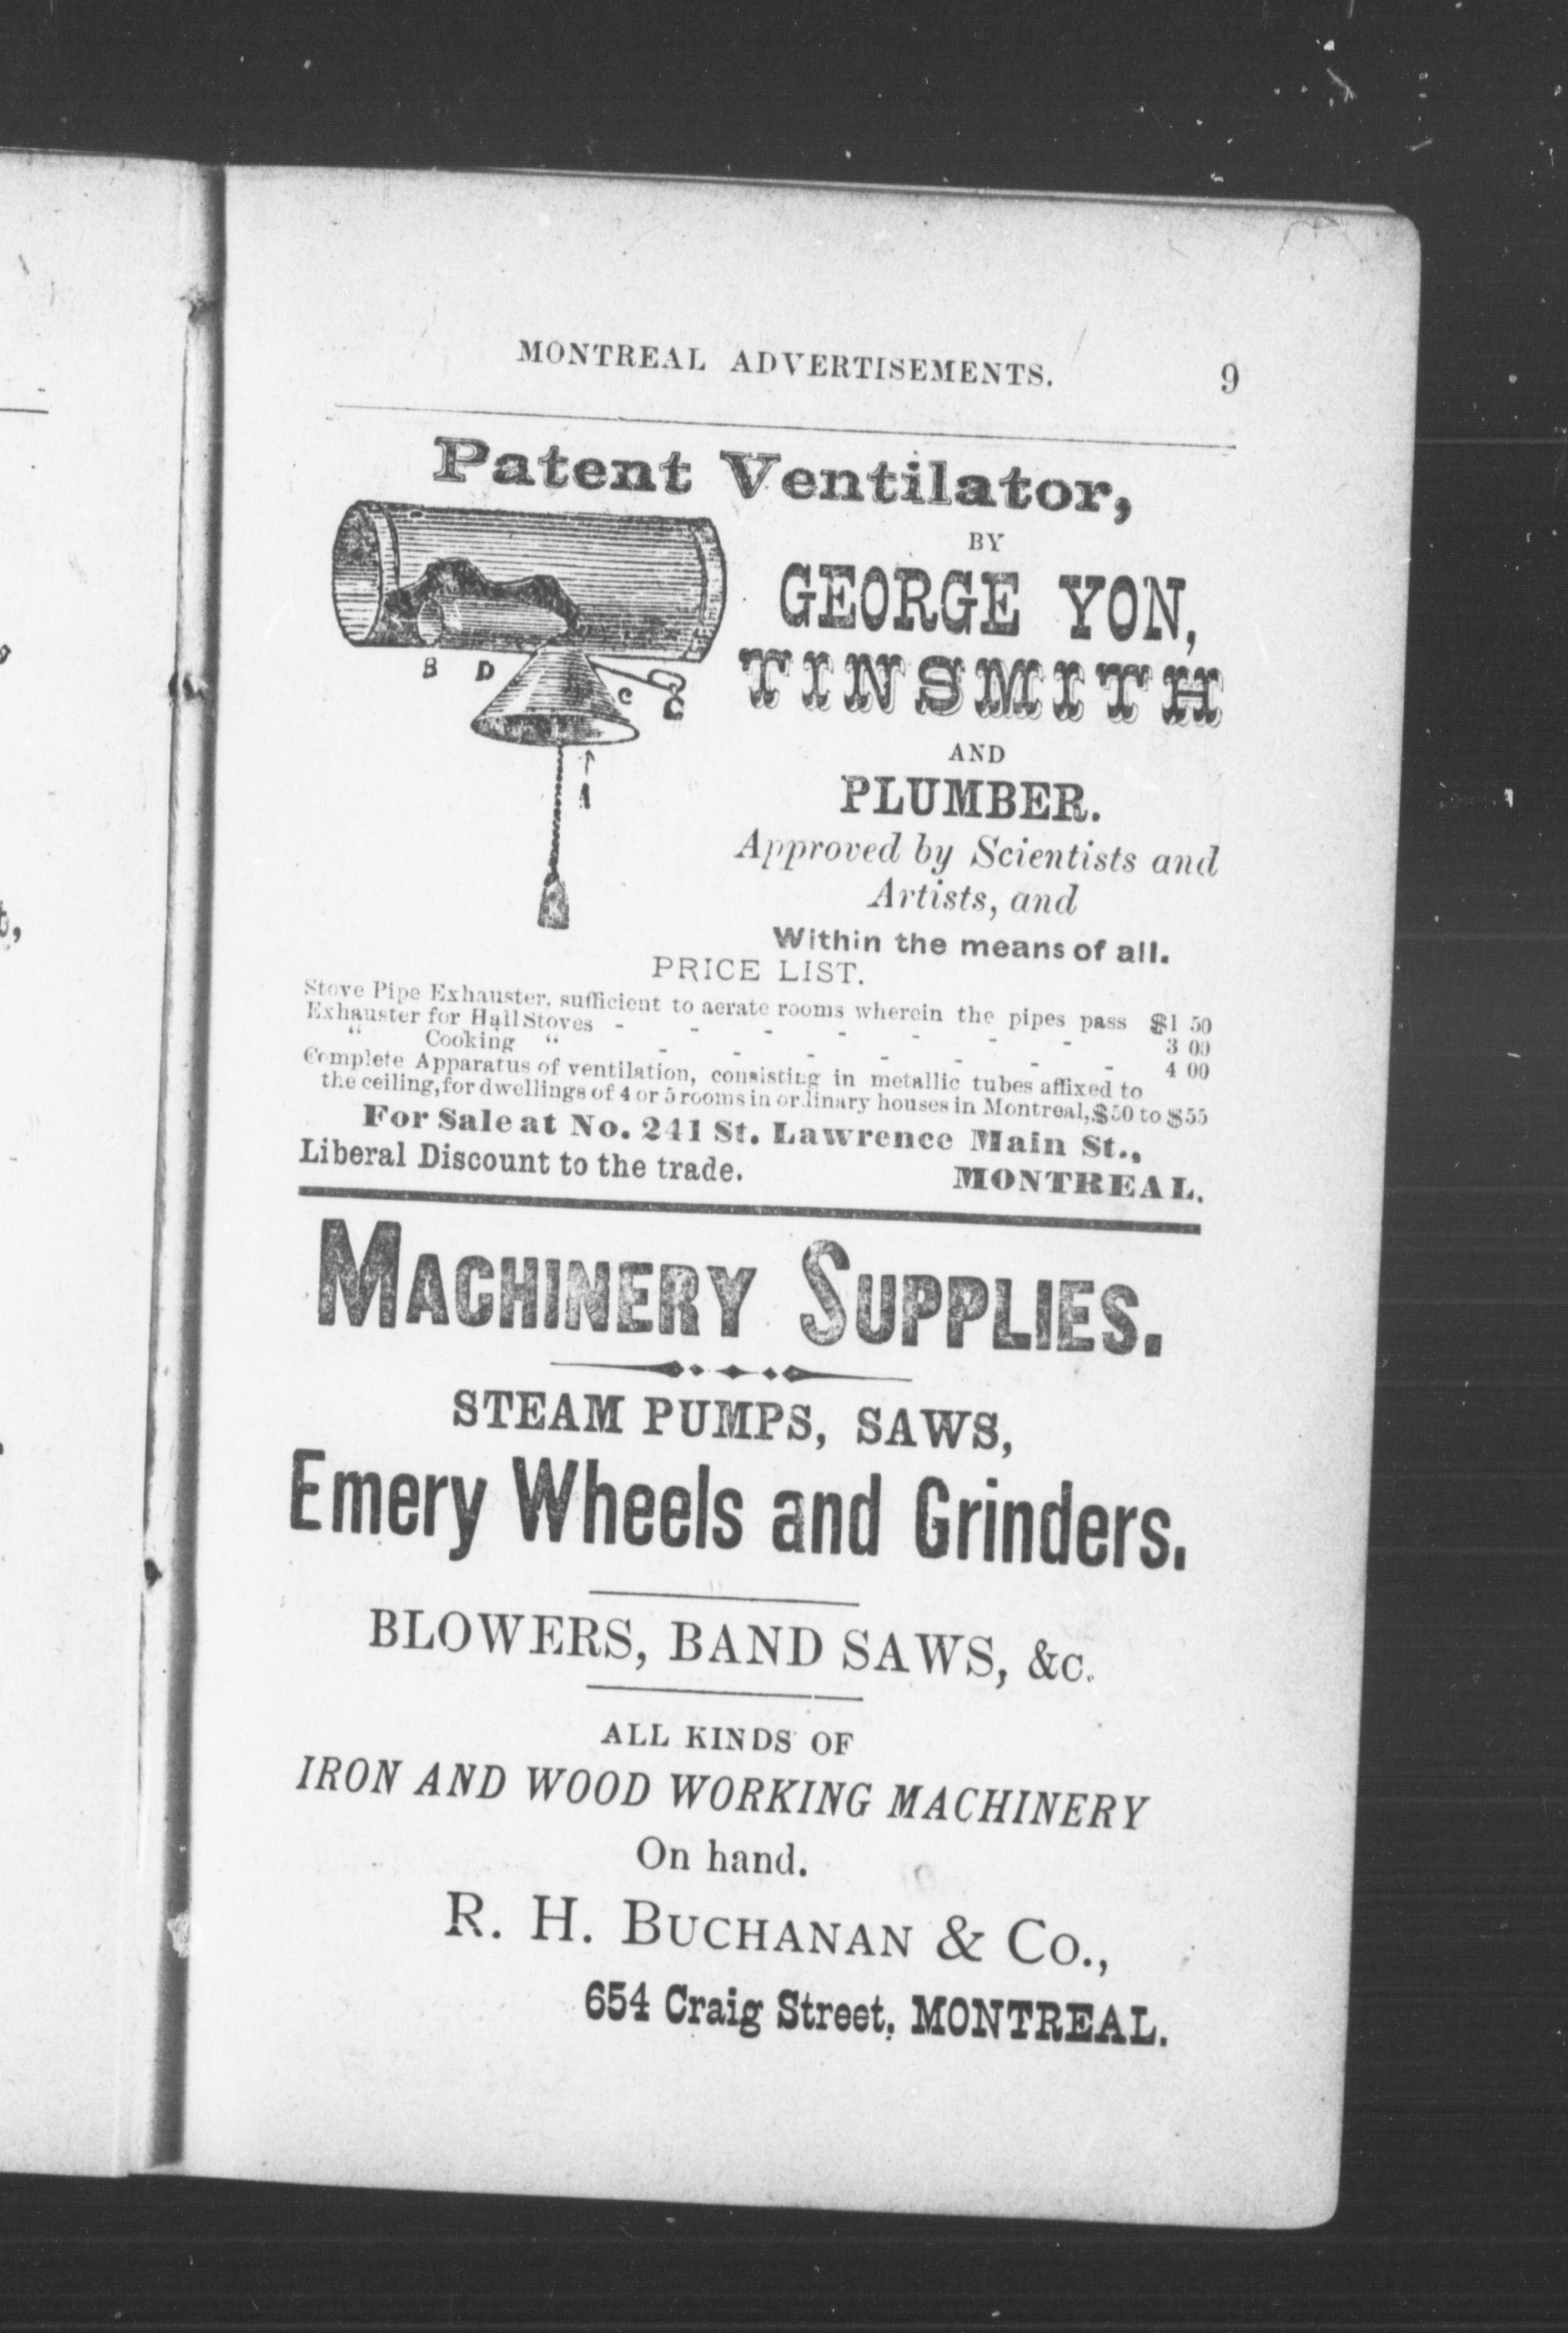 MONTREAL ADVERTISEMENTS. 9
Patent Ventilator,
BY
GEORGE YON,
TINSMITH
B D C C
AND
A
PLUMBER.
Approved by Scientists and
Artists, and
Within the means of all.
PRICE LIST.
Stove Pipe Exhauster, sufficient to aerate rooms wherein the pipes pass $1 50
Exhauster for Hall Stoves - - - - - - - 3 00
" Cooking " - - - - - - - 4 00
Complete Apparatus of ventilation, consisting in metallic tubes affixed to
the ceiling, for dwellings of 4 or 5 rooms in ordinary houses in Montreal, $50 to $55
For Sale at No. 241 St. Lawrence Main St.,
Liberal Discount to the trade. MONTREAL.
MACHINERY SUPPLIES.
STEAM PUMPS, SAWS,
Emery Wheels and Grinders.
BLOWERS, BAND SAWS, &c.
ALL KINDS OF
IRON AND WOOD WORKING MACHINERY
On hand.
R. H. BUCHANAN & CO.,
654 Craig Street, MONTREAL.